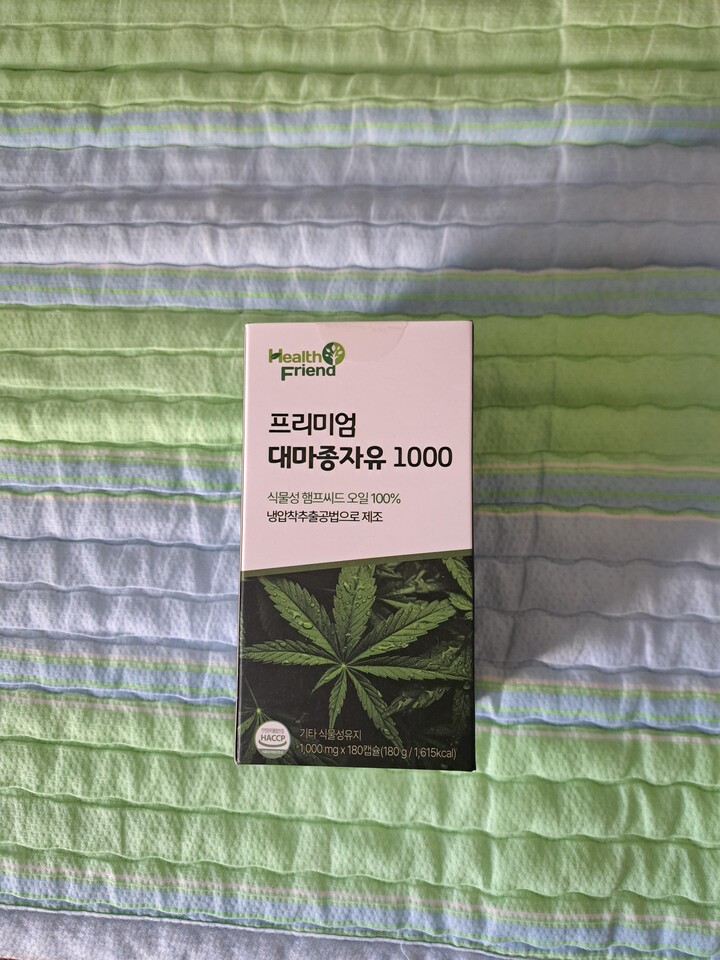 Health
Friend
프리미엄
대마종자유 1000
식물성 햄프씨드 오일 100%
냉압착추출공법으로 제조
HACCP
기타 식물성유지
1,000 mg x 180캡슐(180 g / 1,615kcal)